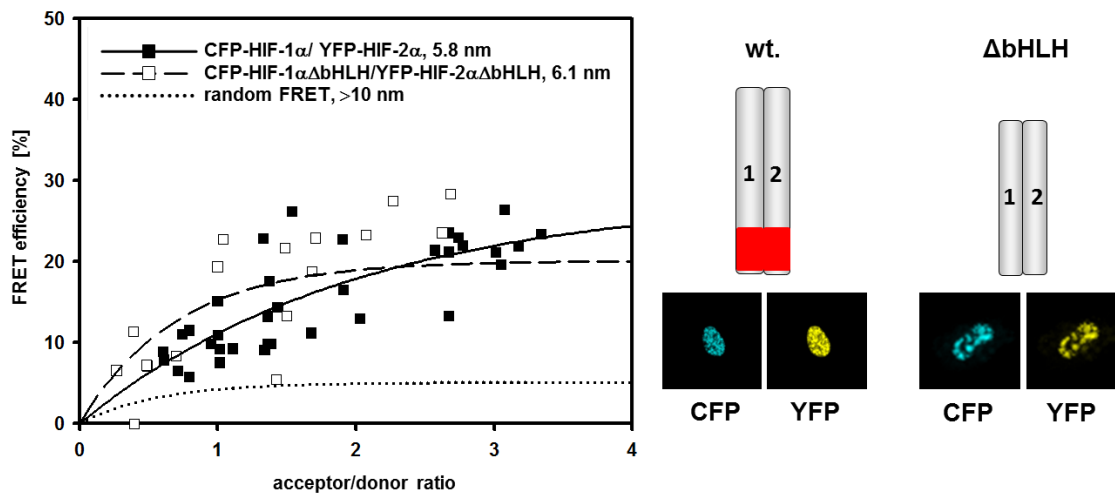 50
40
30
20
10
0
FRET efficiency [%]
CFP-HIF-1α/ YFP-HIF-2α, 5.8 nm
CFP-HIF-1αΔbHLH/YFP-HIF-2αΔbHLH, 6.1 nm
random FRET, >10 nm
0 1 2 3 4
acceptor/donor ratio
wt.
1 2
CFP YFP
ΔbHLH
1 2
CFP YFP